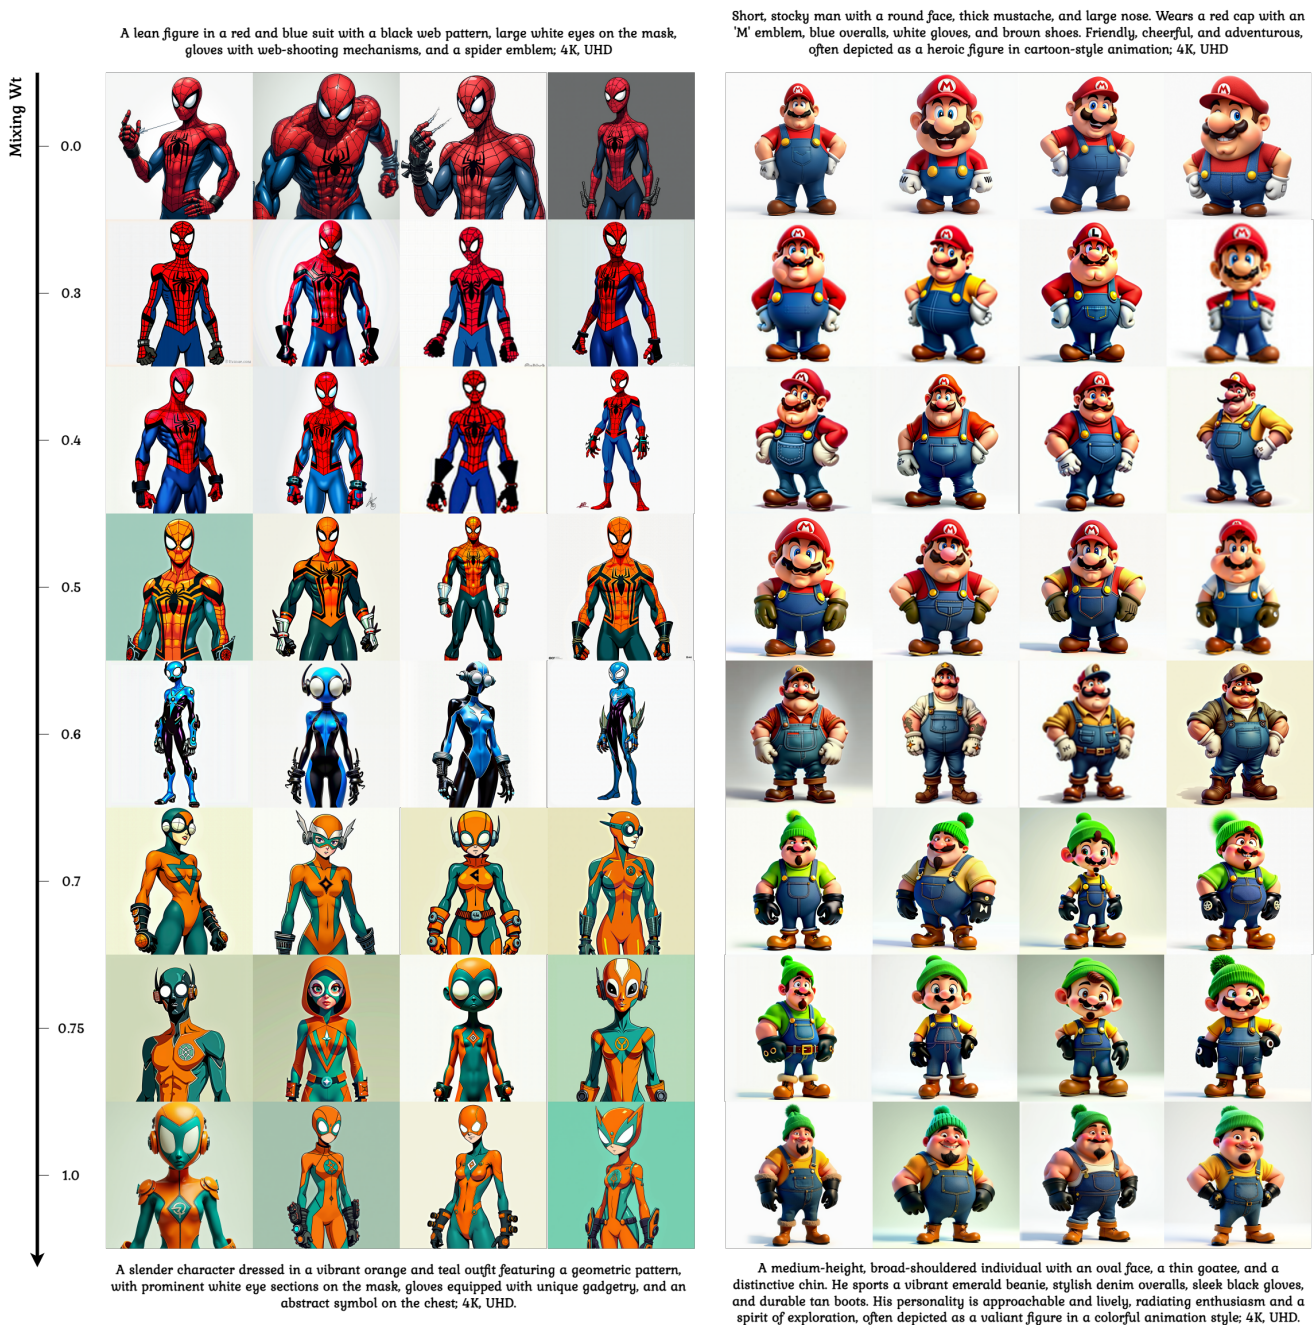 A lean figure in a red and blue suit with a black web pattern, large white eyes on the mask,
gloves with web-shooting mechanisms, and a spider emblem; 4K, UHD
Short, stocky man with a round face, thick mustache, and large nose. Wears a red cap with an
'M' emblem, blue overalls, white gloves, and brown shoes. Friendly, cheerful, and adventurous,
often depicted as a heroic figure in cartoon-style animation; 4K, UHD
Mixing Wt
0.0
0.3
0.4
0.5
0.6
0.7
0.75
1.0
A slender character dressed in a vibrant orange and teal outfit featuring a geometric pattern,
with prominent white eye sections on the mask, gloves equipped with unique gadgetry, and an
abstract symbol on the chest; 4K, UHD.
A medium-height, broad-shouldered individual with an oval face, a thin goatee, and a
distinctive chin. He sports a vibrant emerald beanie, stylish denim overalls, sleek black gloves,
and durable tan boots. His personality is approachable and lively, radiating enthusiasm and a
spirit of exploration, often depicted as a valiant figure in a colorful animation style; 4K, UHD.